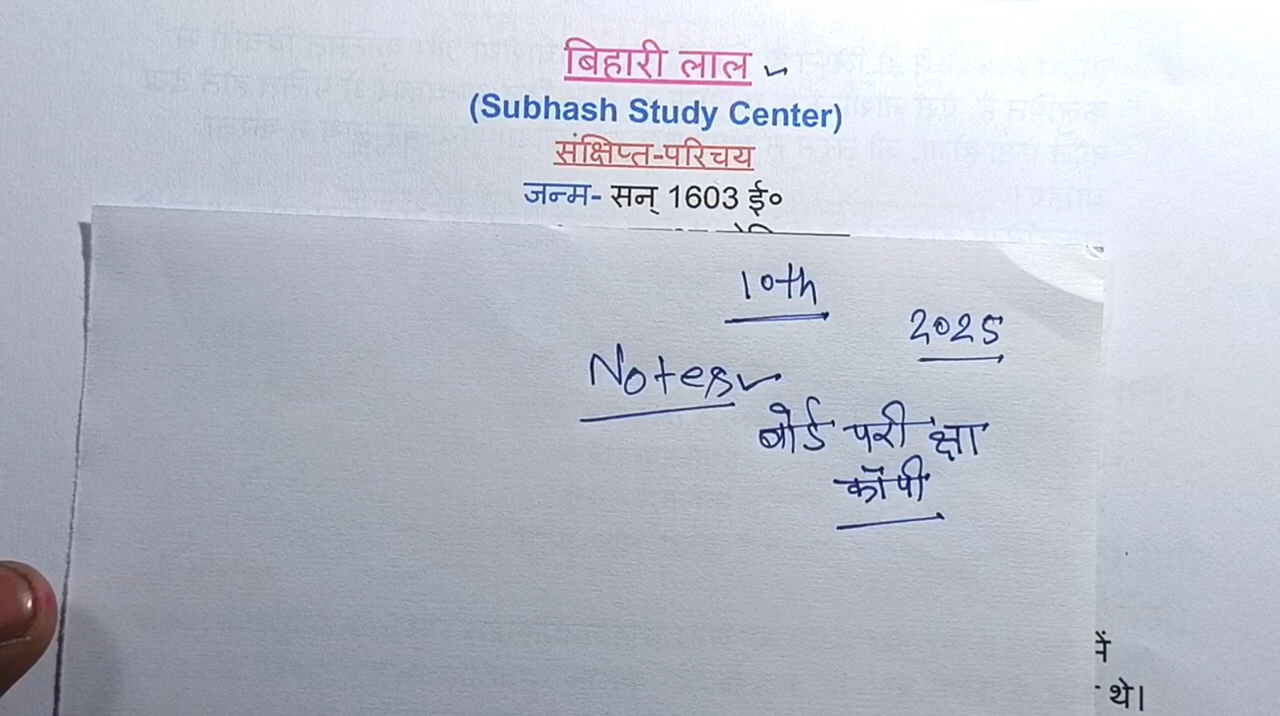 बिहारी लाल
(Subhash Study Center)
संक्षिप्त-परिचय
जन्म- सन् 1603 ई०
10th
2025
Notes
बोर्ड परीक्षा
कॉपी
में
थे।